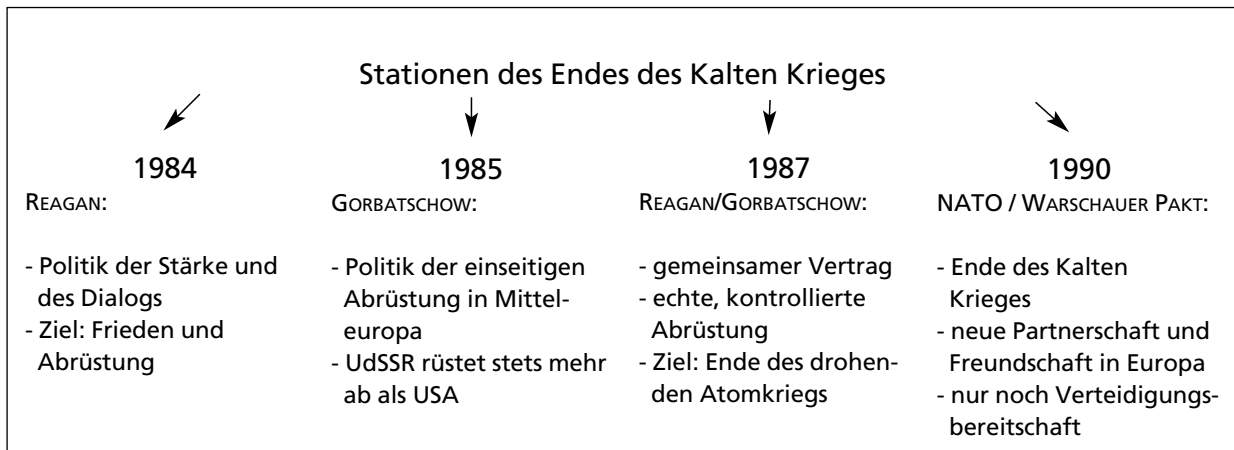 Stationen des Endes des Kalten Krieges
1984
REAGAN:
- Politik der Stärke und
des Dialogs
- Ziel: Frieden und
Abrüstung
1985
GORBATSCHOW:
- Politik der einseitigen
Abrüstung in Mittel-
europa
- UdSSR rüstet stets mehr
ab als USA
1987
REAGAN/GORBATSCHOW:
- gemeinsamer Vertrag
- echte, kontrollierte
Abrüstung
- Ziel: Ende des drohen-
den Atomkriegs
1990
NATO / WARSCHAUER PAKT:
- Ende des Kalten
Krieges
- neue Partnerschaft und
Freundschaft in Europa
- nur noch Verteidigungs-
bereitschaft